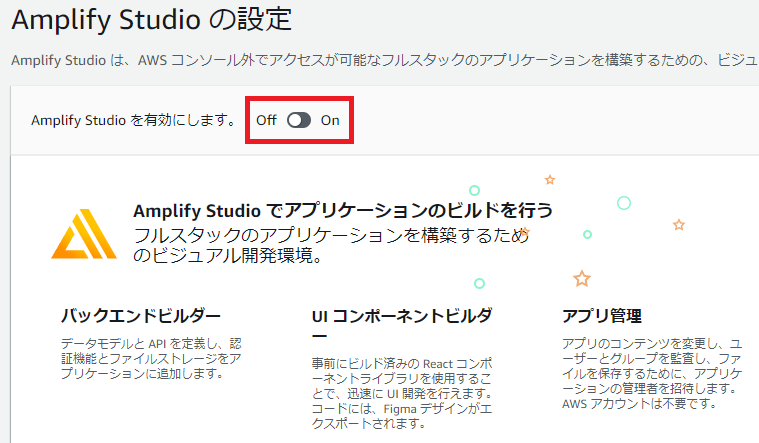 Amplify Studio の設定
Amplify Studio は、AWS コンソール外でアクセスが可能なフルスタックのアプリケーションを構築するための、ビジュ
Amplify Studio を有効にします。 Off On
Amplify Studio でアプリケーションのビルドを行う
フルスタックのアプリケーションを構築するため
のビジュアル開発環境。
バックエンドビルダー
データモデルと API を定義し、認
証機能とファイルストレージをア
プリケーションに追加します。
UI コンポーネントビルダ
ー
事前にビルド済みの React コンポ
ーネントライブラリを使用するこ
とで、迅速に UI 開発を行えます。
コードには、Figma デザインがエ
クスポートされます。
アプリ管理
アプリのコンテンツを変更し、ユ
ーザーとグループを監査し、ファ
イルを保存するために、アプリケ
ーションの管理者を招待します。
AWS アカウントは不要です。